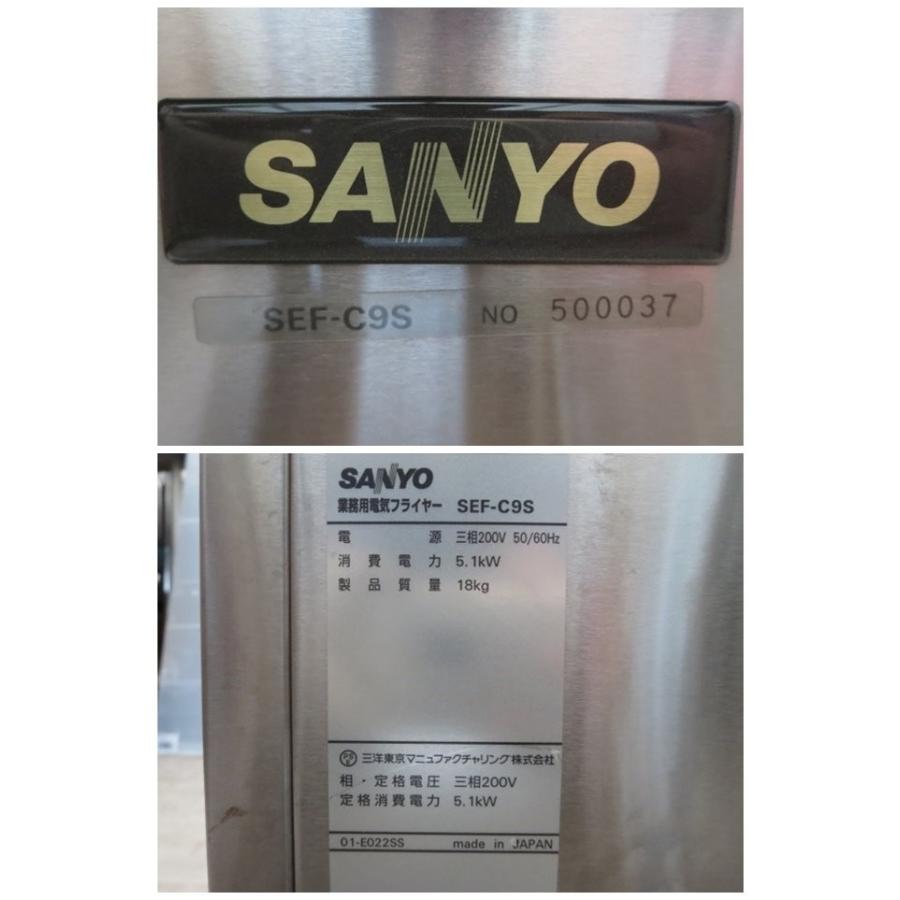 SANYO
SEF-C9S NO 500037
SANYO
業務用電気フライヤー SEF-C9S
電源 三相200V 50/60Hz
消費電力 5.1kW
製品質量 18kg
三洋東京マニュファクチャリング株式会社
相・定格電圧 三相200V
定格消費電力 5.1kW
01-E022SS made in JAPAN